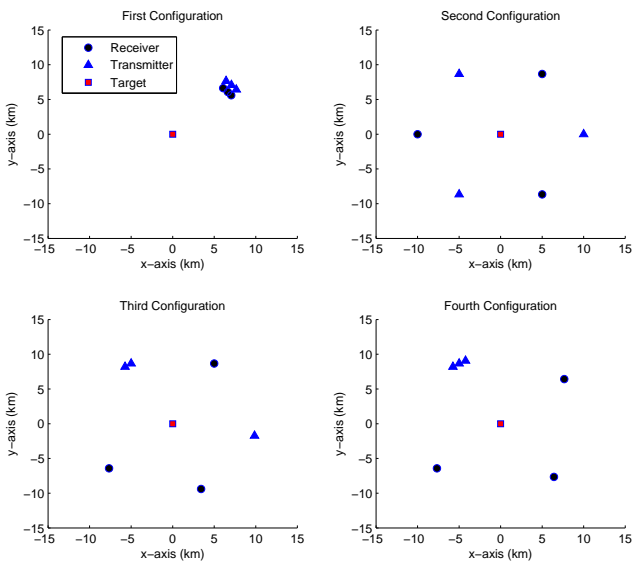 First Configuration
Receiver
Transmitter
Target
15
10
5
0
−5
−10
−15
y−axis (km)
−15 −10 −5 0 5 10 15
x−axis (km)
Second Configuration
15
10
5
0
−5
−10
−15
y−axis (km)
−15 −10 −5 0 5 10 15
x−axis (km)
Third Configuration
15
10
5
0
−5
−10
−15
y−axis (km)
−15 −10 −5 0 5 10 15
x−axis (km)
Fourth Configuration
15
10
5
0
−5
−10
−15
y−axis (km)
−15 −10 −5 0 5 10 15
x−axis (km)